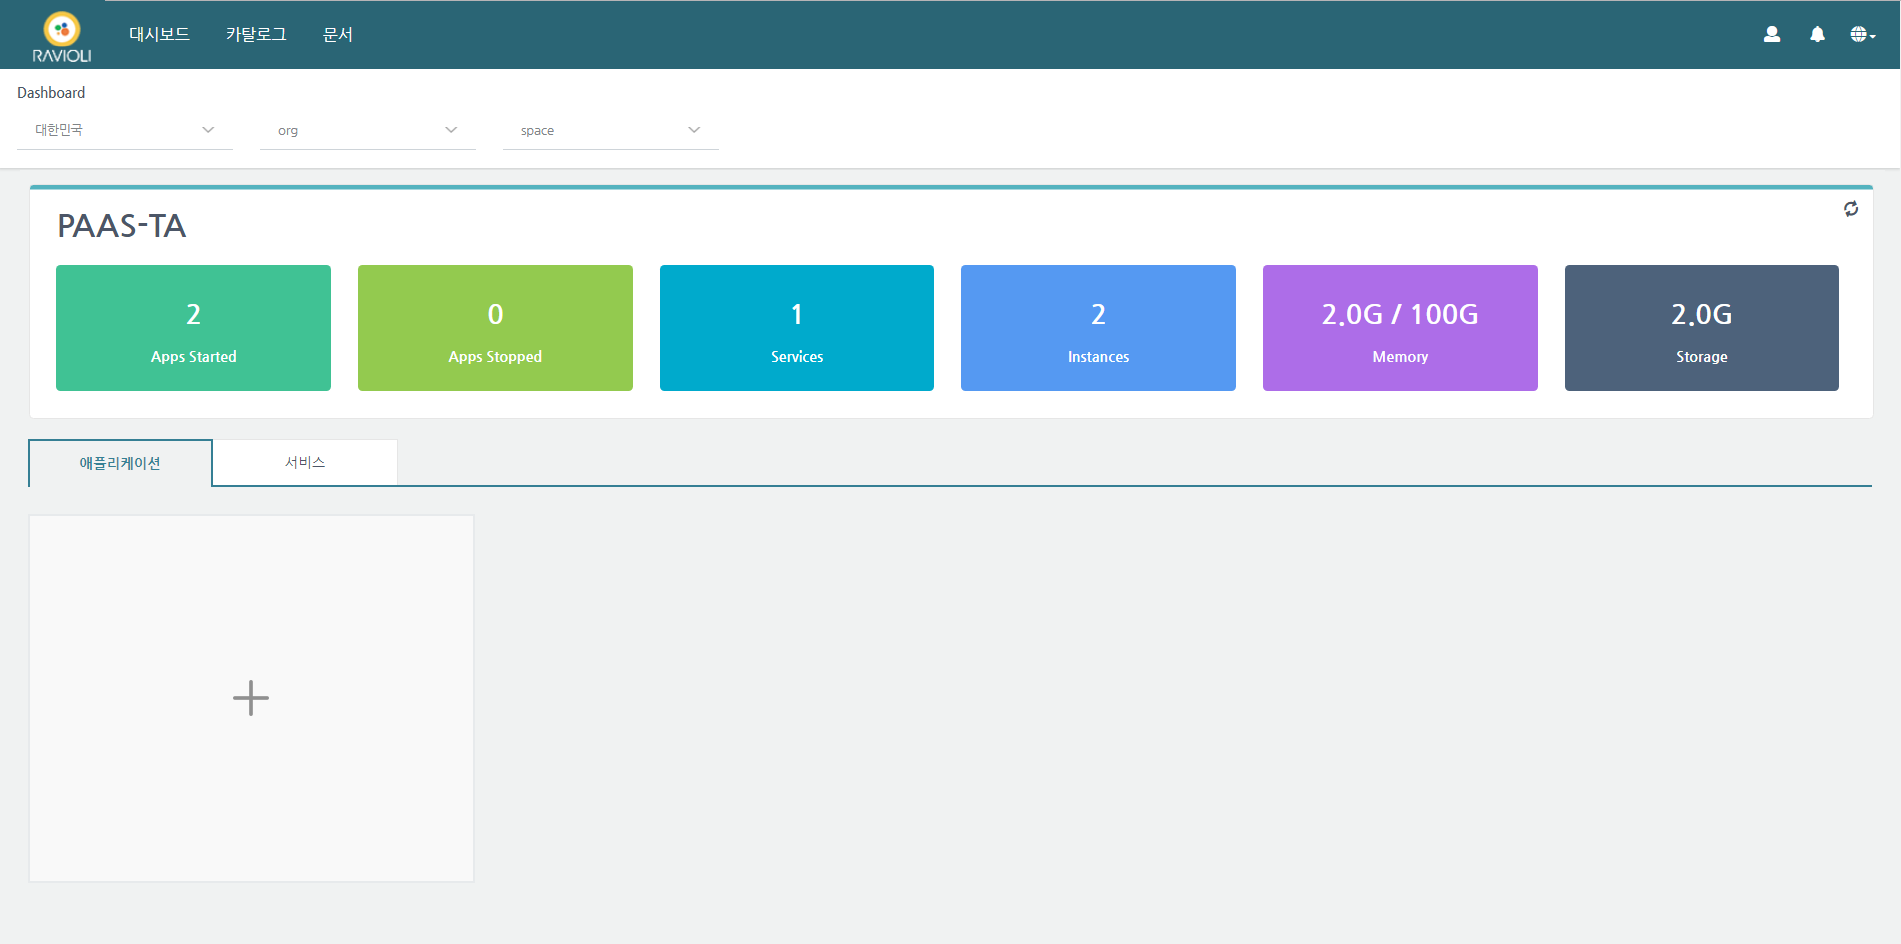 RAVIOLI
대시보드 카탈로그 문서
Dashboard
대한민국 org space
PAAS-TA
2 0 1 2 2.0G / 100G 2.0G
Apps Started Apps Stopped Services Instances Memory Storage
애플리케이션 서비스